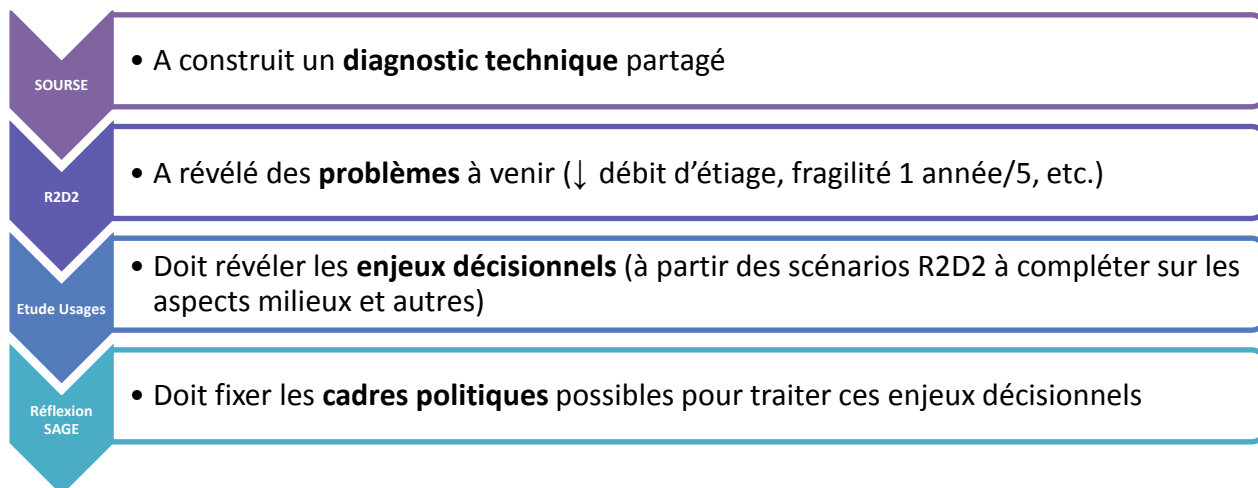 SOURSE
• A construit un diagnostic technique partagé
R2D2
• A révélé des problèmes à venir (↓ débit d’étiage, fragilité 1 année/5, etc.)
Etude Usages
• Doit révéler les enjeux décisionnels (à partir des scénarios R2D2 à compléter sur les
aspects milieux et autres)
Réflexion
SAGE
• Doit fixer les cadres politiques possibles pour traiter ces enjeux décisionnels